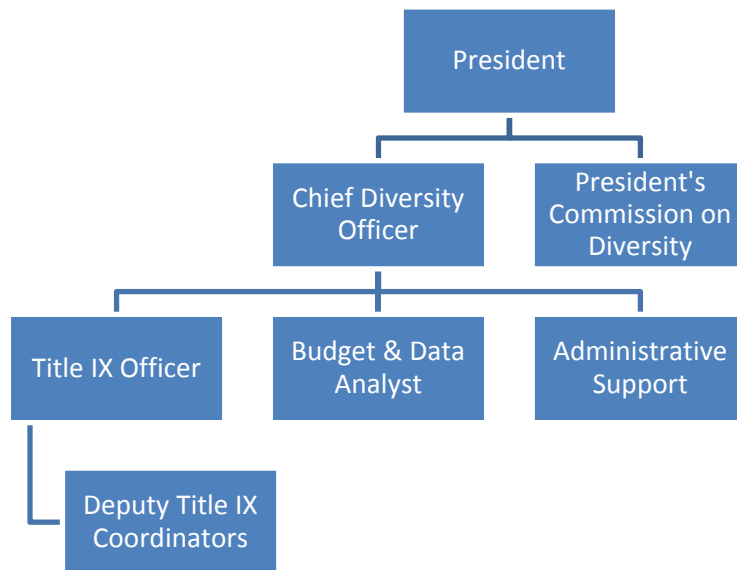 President
Chief Diversity
Officer
President's
Commission on
Diversity
Title IX Officer
Budget & Data
Analyst
Administrative
Support
Deputy Title IX
Coordinators